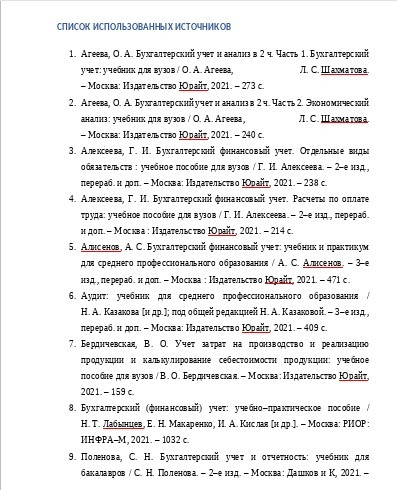 СПИСОК ИСПОЛЬЗОВАННЫХ ИСТОЧНИКОВ
1. Агеева, О. А. Бухгалтерский учет и анализ в 2 ч. Часть 1. Бухгалтерский
учет: учебник для вузов / О. А. Агеева, Л. С. Шахматова.
– Москва: Издательство Юрайт, 2021. – 273 с.
2. Агеева, О. А. Бухгалтерский учет и анализ в 2 ч. Часть 2. Экономический
анализ: учебник для вузов / О. А. Агеева, Л. С. Шахматова.
– Москва: Издательство Юрайт, 2021. – 240 с.
3. Алексеева, Г. И. Бухгалтерский финансовый учет. Отдельные виды
обязательств : учебное пособие для вузов / Г. И. Алексеева. – 2–е изд.,
перераб. и доп. – Москва: Издательство Юрайт, 2021. – 238 с.
4. Алексеева, Г. И. Бухгалтерский финансовый учет. Расчеты по оплате
труда: учебное пособие для вузов / Г. И. Алексеева. – 2–е изд., перераб.
и доп. – Москва : Издательство Юрайт, 2021. – 214 с.
5. Алисенов, А. С. Бухгалтерский финансовый учет: учебник и практикум
для среднего профессионального образования / А. С. Алисенов. – 3–е
изд., перераб. и доп. – Москва : Издательство Юрайт, 2021. – 471 с.
6. Аудит: учебник для среднего профессионального образования /
Н. А. Казакова [и др.]; под общей редакцией Н. А. Казаковой. – 3–е изд.,
перераб. и доп. – Москва: Издательство Юрайт, 2021. – 409 с.
7. Бердичевская, В. О. Учет затрат на производство и реализацию
продукции и калькулирование себестоимости продукции: учебное
пособие для вузов / В. О. Бердичевская. – Москва: Издательство Юрайт,
2021. – 159 с.
8. Бухгалтерский (финансовый) учет: учебно–практическое пособие /
Н. Т. Лабынцев, Е. Н. Макаренко, И. А. Кислая [и др.]. – Москва: РИОР:
ИНФРА–М, 2021. – 1032 с.
9. Поленова, С. Н. Бухгалтерский учет и отчетность: учебник для
бакалавров / С. Н. Поленова. – 2–е изд. – Москва: Дашков и К, 2021. –